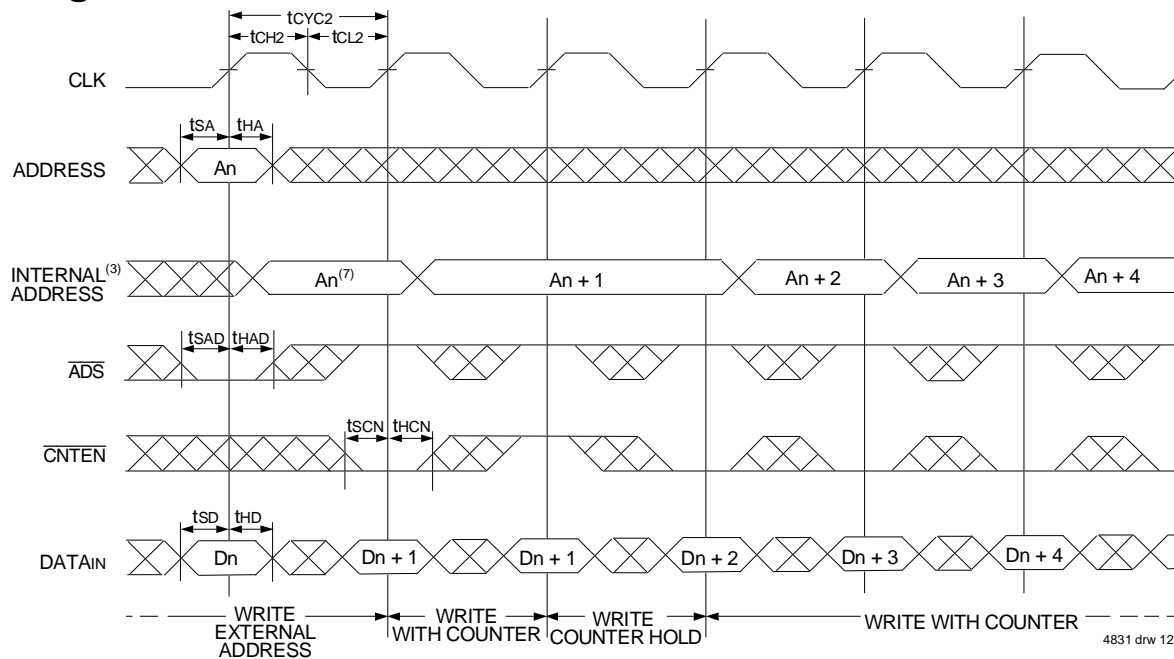 tCYC2
tCH2 tCL2
CLK
tSA tHA
ADDRESS An
INTERNAL(3)
ADDRESS
An(7) An + 1 An + 2 An + 3 An + 4
tSAD tHAD
ADS
tSCN tHCN
CNTEN
tSD tHD
DATAIN Dn Dn + 1 Dn + 1 Dn + 2 Dn + 3 Dn + 4
WRITE
EXTERNAL
ADDRESS
WRITE
WITH COUNTER
WRITE
COUNTER HOLD
WRITE WITH COUNTER
4831 drw 12